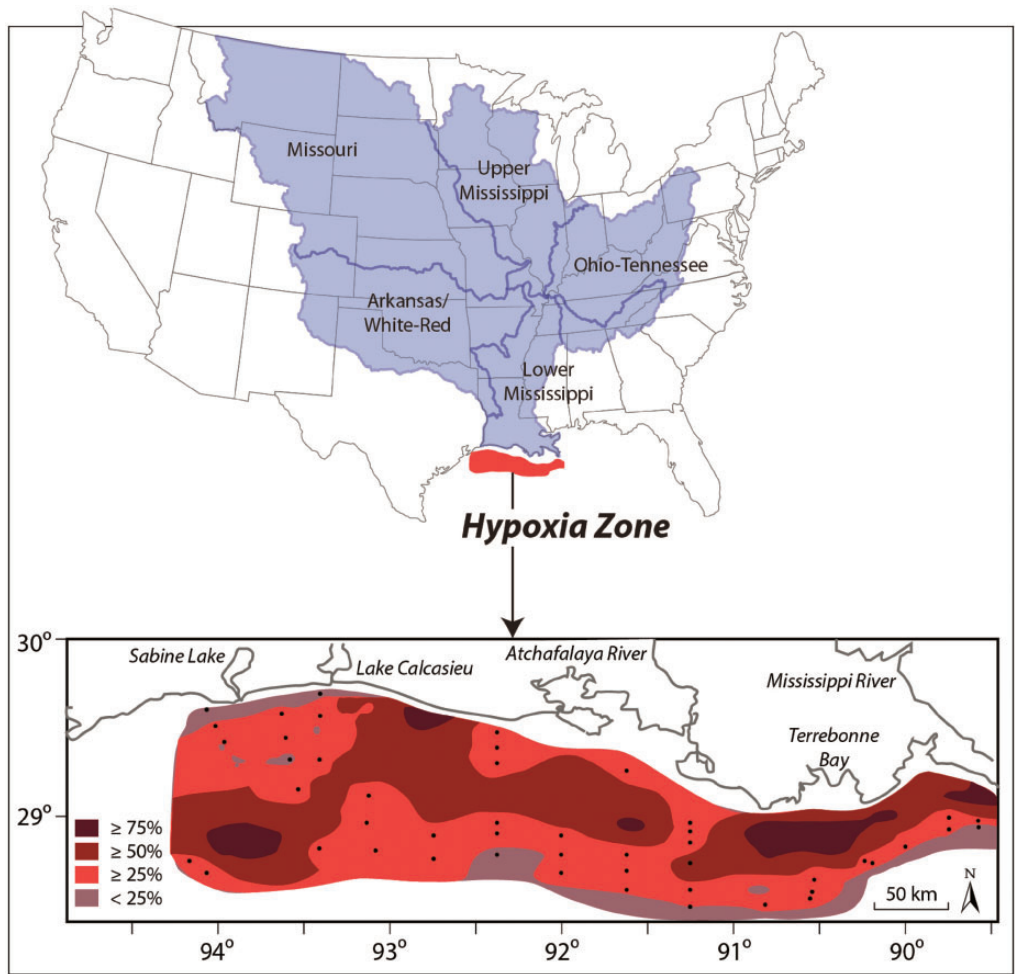 Missouri
Upper
Mississippi
Ohio-Tennessee
Arkansas/
White-Red
Lower
Mississippi
Hypoxia Zone
30°
Sabine Lake
Lake Calcasieu
Atchafalaya River
Mississippi River
Terrebonne
Bay
29°
≥ 75%
≥ 50%
≥ 25%
< 25%
50 km
N
94°
93°
92°
91°
90°